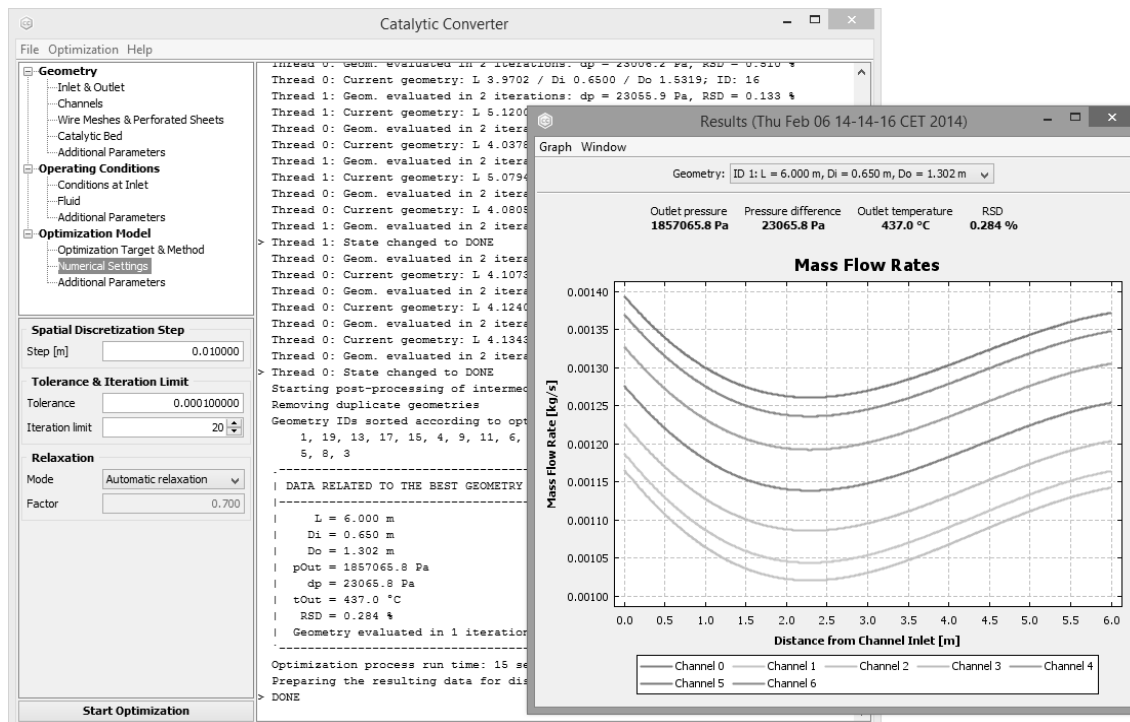 Catalytic Converter
File Optimization Help
Geometry
Inlet & Outlet
Channels
Wire Meshes & Perforated Sheets
Catalytic Bed
Additional Parameters
Operating Conditions
Conditions at Inlet
Fluid
Additional Parameters
Optimization Model
Optimization Target & Method
Numerical Settings
Additional Parameters
Spatial Discretization Step
Step [m] 0.010000
Tolerance & Iteration Limit
Tolerance 0.000100000
Iteration limit 20
Relaxation
Mode Automatic relaxation
Factor 0.700
Start Optimization
Thread 0: Geom. evaluated in 2 iterations: dp = 23006.2 Pa, RSD = 0.510 %
Thread 0: Current geometry: L 3.9702 / Di 0.6500 / Do 1.5319; ID: 16
Thread 1: Geom. evaluated in 2 iterations: dp = 23055.9 Pa, RSD = 0.133 %
Thread 1: Current geometry: L 5.1200
Thread 0: Geom. evaluated in 2 itera
Thread 0: Current geometry: L 4.0378
Thread 1: Geom. evaluated in 2 itera
Thread 1: Current geometry: L 5.0794
Thread 0: Geom. evaluated in 2 itera
Thread 0: Current geometry: L 4.0805
Thread 1: Geom. evaluated in 2 itera
> Thread 1: State changed to DONE
Thread 0: Geom. evaluated in 2 itera
Thread 0: Current geometry: L 4.1073
Thread 0: Geom. evaluated in 2 itera
Thread 0: Current geometry: L 4.1240
Thread 0: Geom. evaluated in 2 itera
Thread 0: Current geometry: L 4.1343
Thread 0: Geom. evaluated in 2 itera
> Thread 0: State changed to DONE
Starting post-processing of intermed
Removing duplicate geometries
Geometry IDs sorted according to opt
1, 19, 13, 17, 15, 4, 9, 11, 6,
5, 8, 3
| DATA RELATED TO THE BEST GEOMETRY
| L = 6.000 m
| Di = 0.650 m
| Do = 1.302 m
| pOut = 1857065.8 Pa
| dp = 23065.8 Pa
| tOut = 437.0 °C
| RSD = 0.284 %
| Geometry evaluated in 1 iteration
Optimization process run time: 15 se
Preparing the resulting data for dis
> DONE
Results (Thu Feb 06 14-14-16 CET 2014)
Graph Window
Geometry: ID 1: L = 6.000 m, Di = 0.650 m, Do = 1.302 m
Outlet pressure Pressure difference Outlet temperature RSD
1857065.8 Pa 23065.8 Pa 437.0 °C 0.284 %
Mass Flow Rates
Mass Flow Rate [kg/s]
0.00140
0.00135
0.00130
0.00125
0.00120
0.00115
0.00110
0.00105
0.00100
0.0 0.5 1.0 1.5 2.0 2.5 3.0 3.5 4.0 4.5 5.0 5.5 6.0
Distance from Channel Inlet [m]
Channel 0 Channel 1 Channel 2 Channel 3 Channel 4
Channel 5 Channel 6